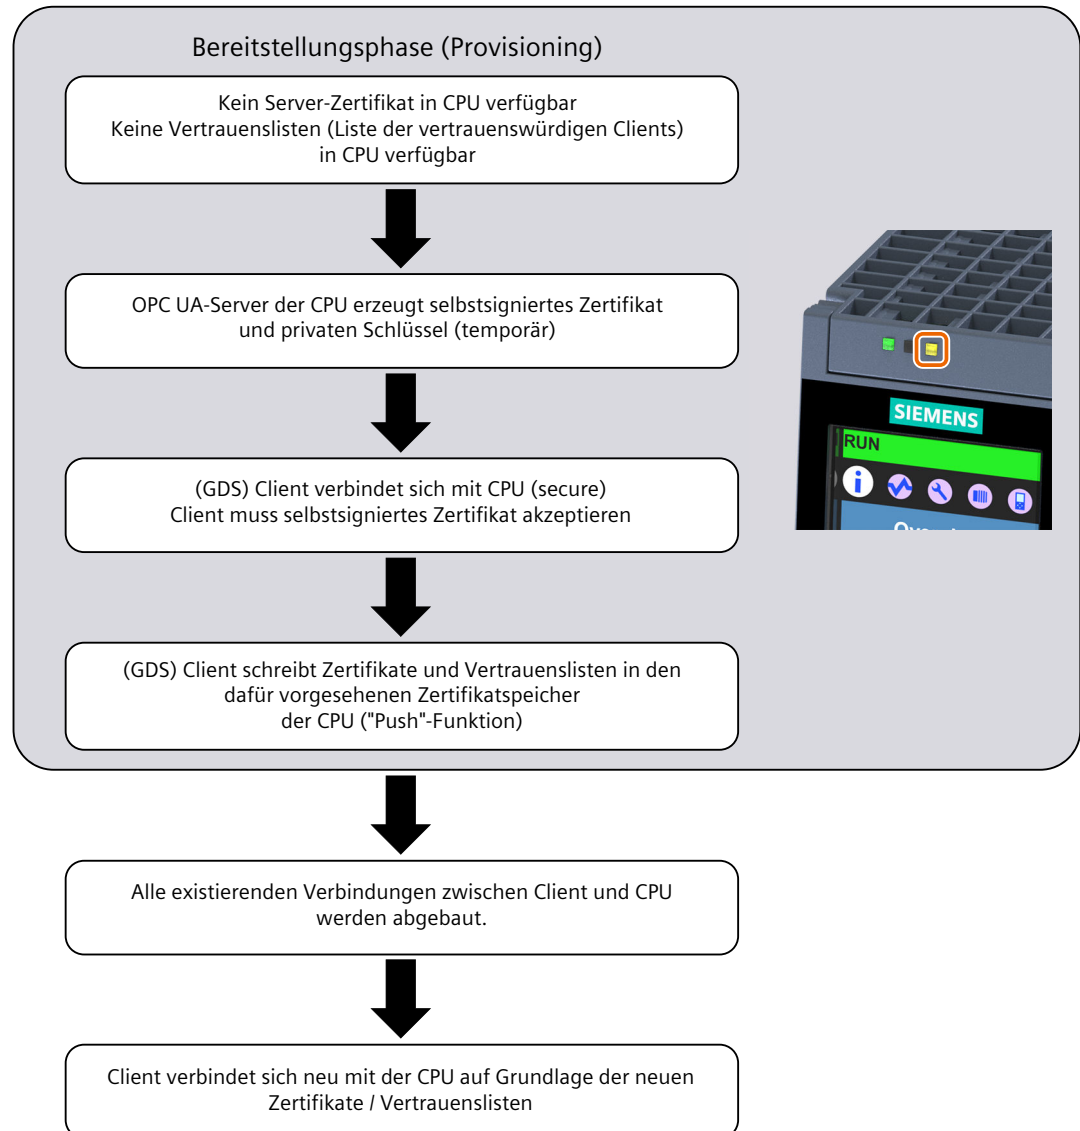 Bereitstellungsphase (Provisioning)
Kein Server-Zertifikat in CPU verfügbar
Keine Vertrauenslisten (Liste der vertrauenswürdigen Clients)
in CPU verfügbar
OPC UA-Server der CPU erzeugt selbstsigniertes Zertifikat
und privaten Schlüssel (temporär)
SIEMENS
RUN
(GDS) Client verbindet sich mit CPU (secure)
Client muss selbstsigniertes Zertifikat akzeptieren
(GDS) Client schreibt Zertifikate und Vertrauenslisten in den
dafür vorgesehenen Zertifikatspeicher
der CPU ("Push"-Funktion)
Alle existierenden Verbindungen zwischen Client und CPU
werden abgebaut.
Client verbindet sich neu mit der CPU auf Grundlage der neuen
Zertifikate / Vertrauenslisten